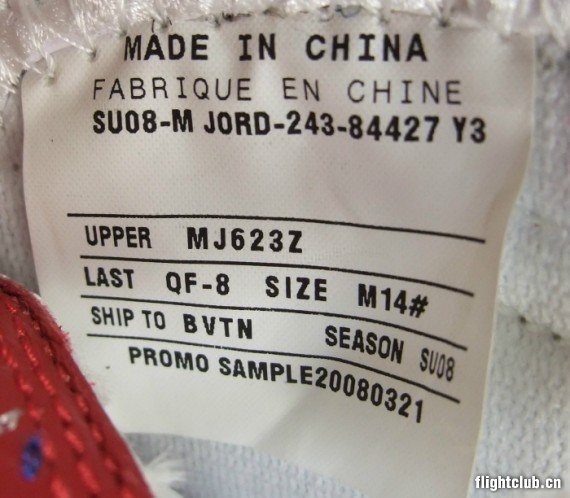 MADE IN CHINA
FABRIQUE EN CHINE
SU08-M JORD-243-84427 Y3
UPPER MJ623Z
LAST QF-8 SIZE M14#
SHIP TO BVTN SEASON SU08
PROMO SAMPLE20080321
flightclub.cn